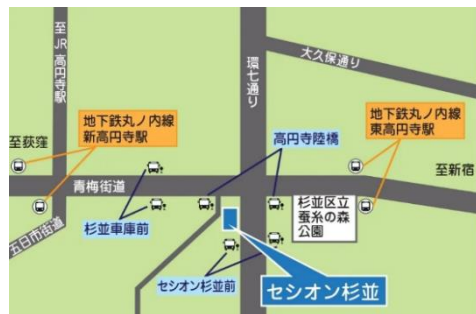 至JR高円寺駅
環七通り
大久保通り
地下鉄丸ノ内線
新高円寺駅
高円寺陸橋
地下鉄丸ノ内線
東高円寺駅
至荻窪
至新宿
青梅街道
五日市街道
杉並車庫前
杉並区立
蚕糸の森
公園
セシオン杉並前
セシオン杉並